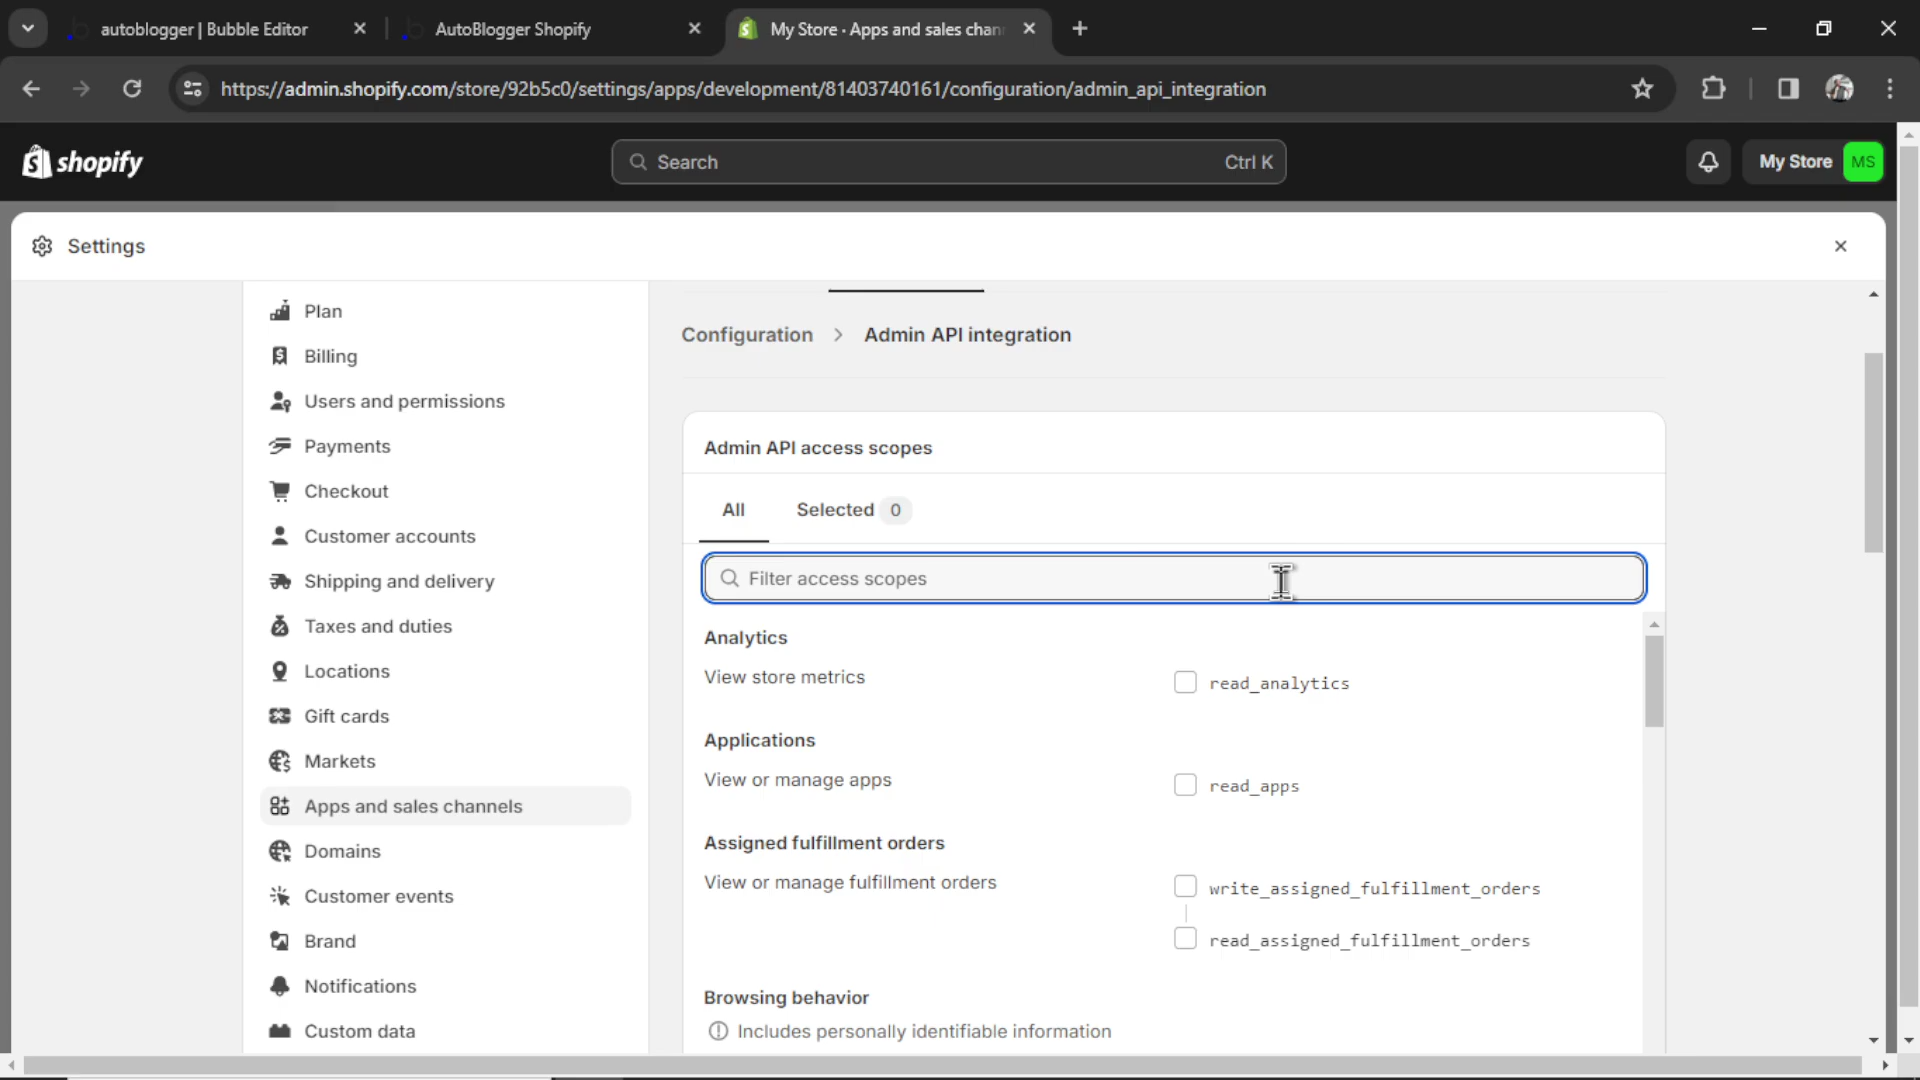 autoblogger | Bubble Editor
AutoBlogger Shopify
My Store · Apps and sales chan
https://admin.shopify.com/store/92b5c0/settings/apps/development/81403740161/configuration/admin_api_integration
shopify
Search
Ctrl K
My Store
MS
Settings
Plan
Billing
Users and permissions
Payments
Checkout
Customer accounts
Shipping and delivery
Taxes and duties
Locations
Gift cards
Markets
Apps and sales channels
Domains
Customer events
Brand
Notifications
Custom data
Configuration > Admin API integration
Admin API access scopes
All
Selected 0
Filter access scopes
Analytics
View store metrics
read_analytics
Applications
View or manage apps
read_apps
Assigned fulfillment orders
View or manage fulfillment orders
write_assigned_fulfillment_orders
read_assigned_fulfillment_orders
Browsing behavior
Includes personally identifiable information